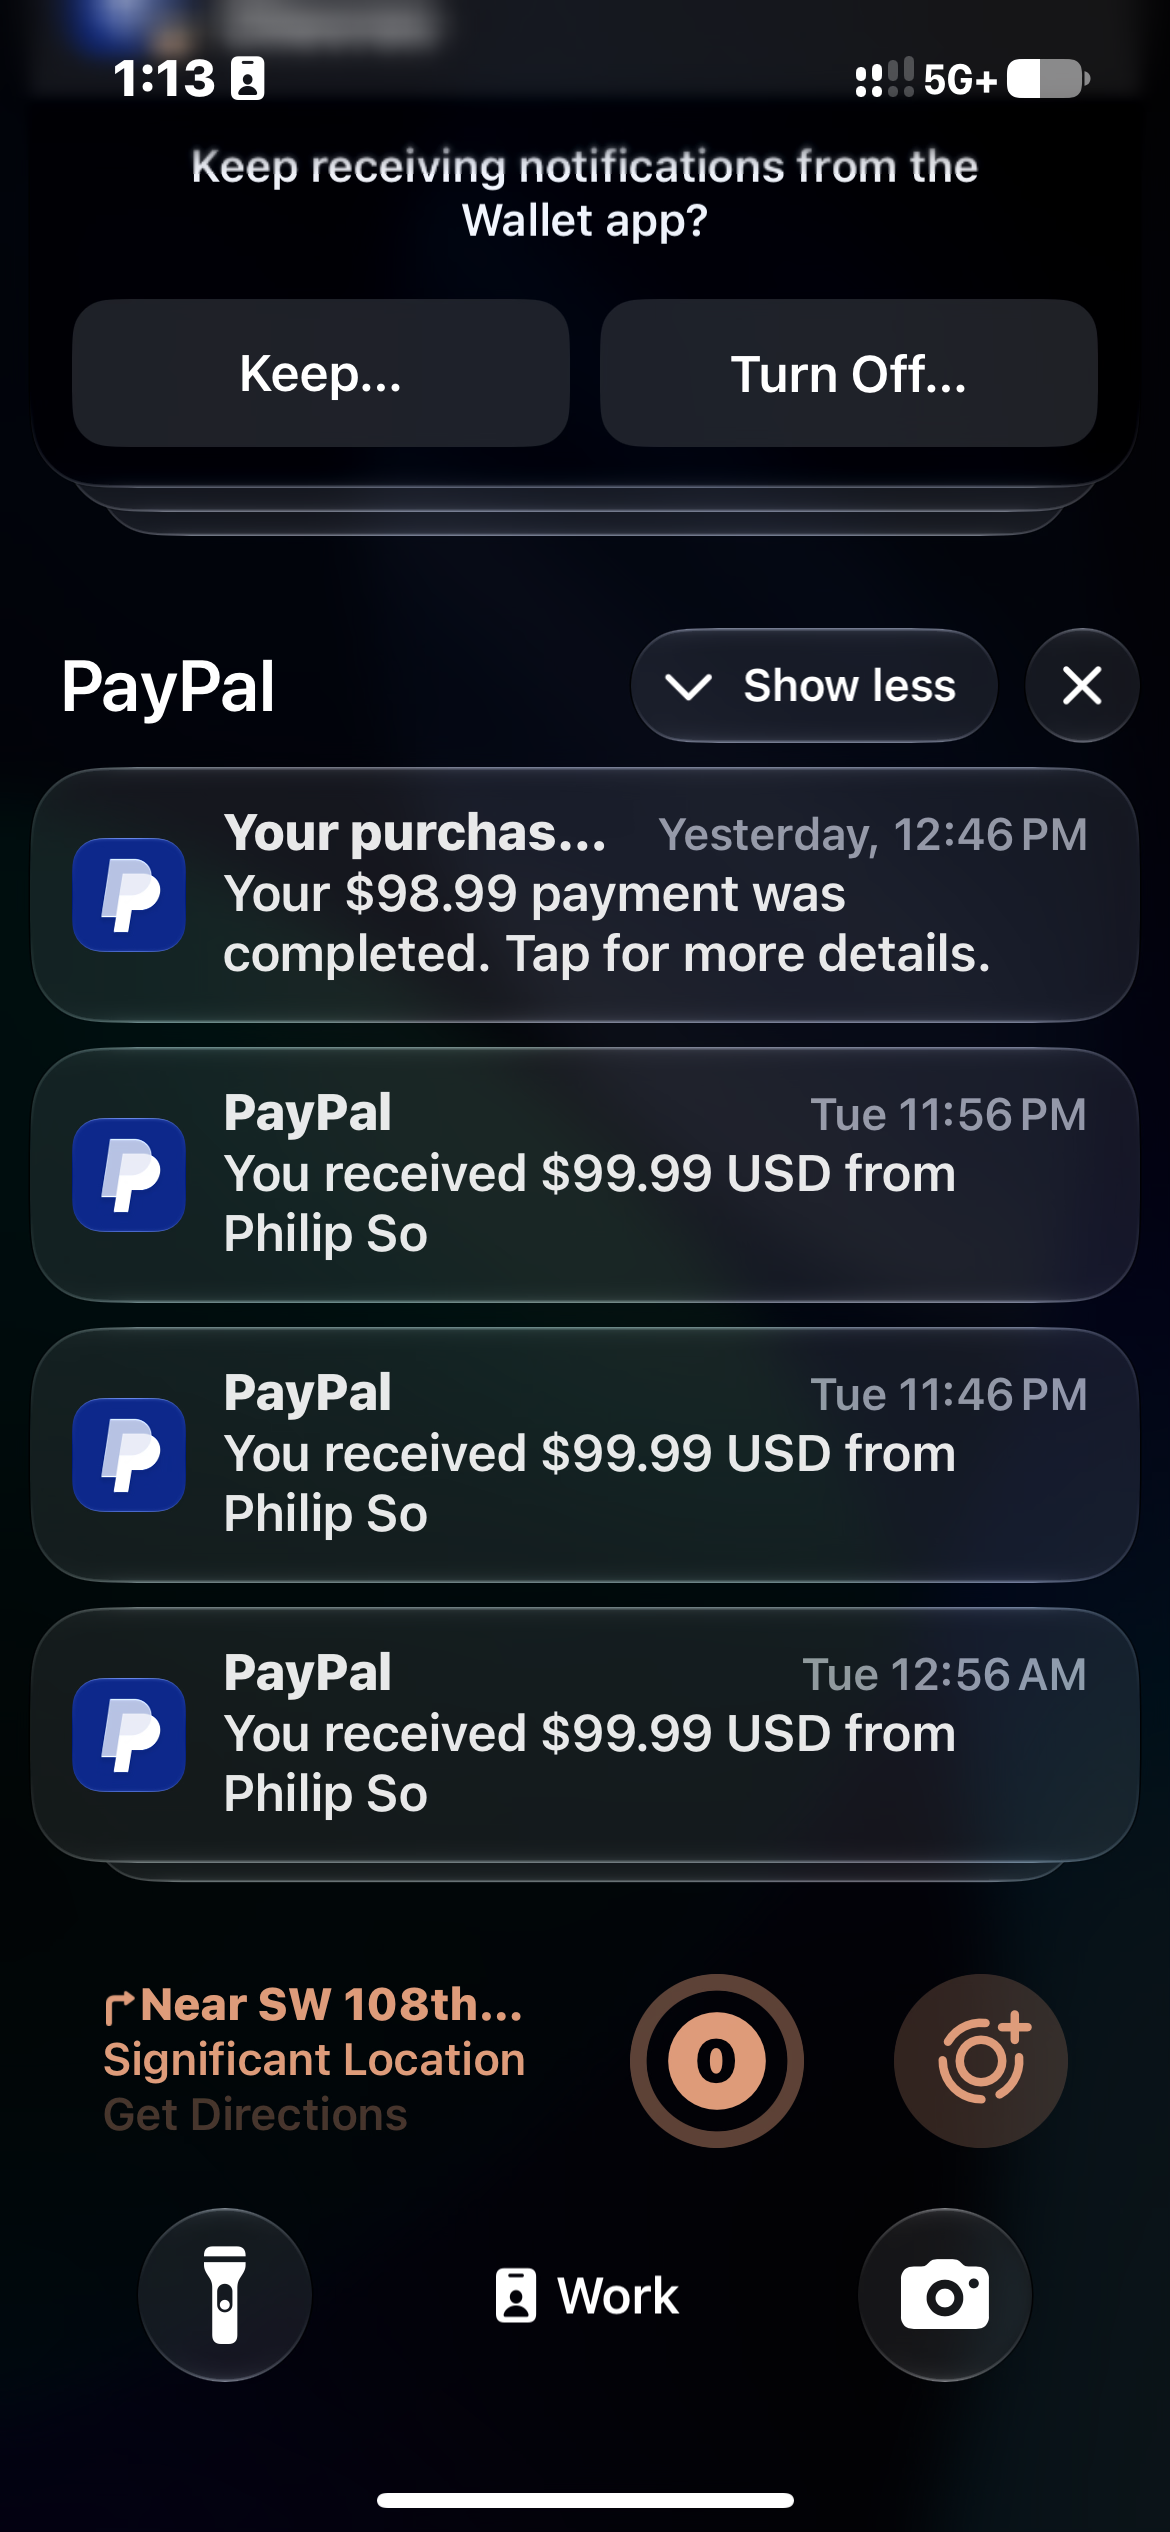 1:13
5G+
Keep receiving notifications from the
Wallet app?
Keep...
Turn Off...
PayPal
Show less
Your purchas...
Yesterday, 12:46 PM
Your $98.99 payment was
completed. Tap for more details.
PayPal
Tue 11:56 PM
You received $99.99 USD from
Philip So
PayPal
Tue 11:46 PM
You received $99.99 USD from
Philip So
PayPal
Tue 12:56 AM
You received $99.99 USD from
Philip So
Near SW 108th...
Significant Location
Get Directions
0
Work